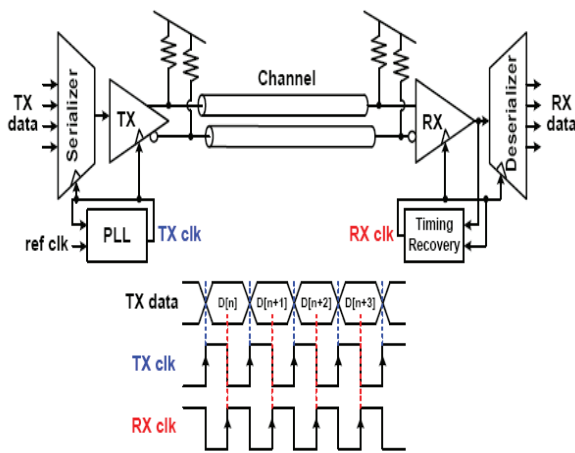 Channel
TX
data
Serializer
TX
RX
Deserializer
RX
data
ref clk
PLL
TX clk
RX clk
Timing
Recovery
TX data
D[n]
D[n+1]
D[n+2]
D[n+3]
TX clk
RX clk